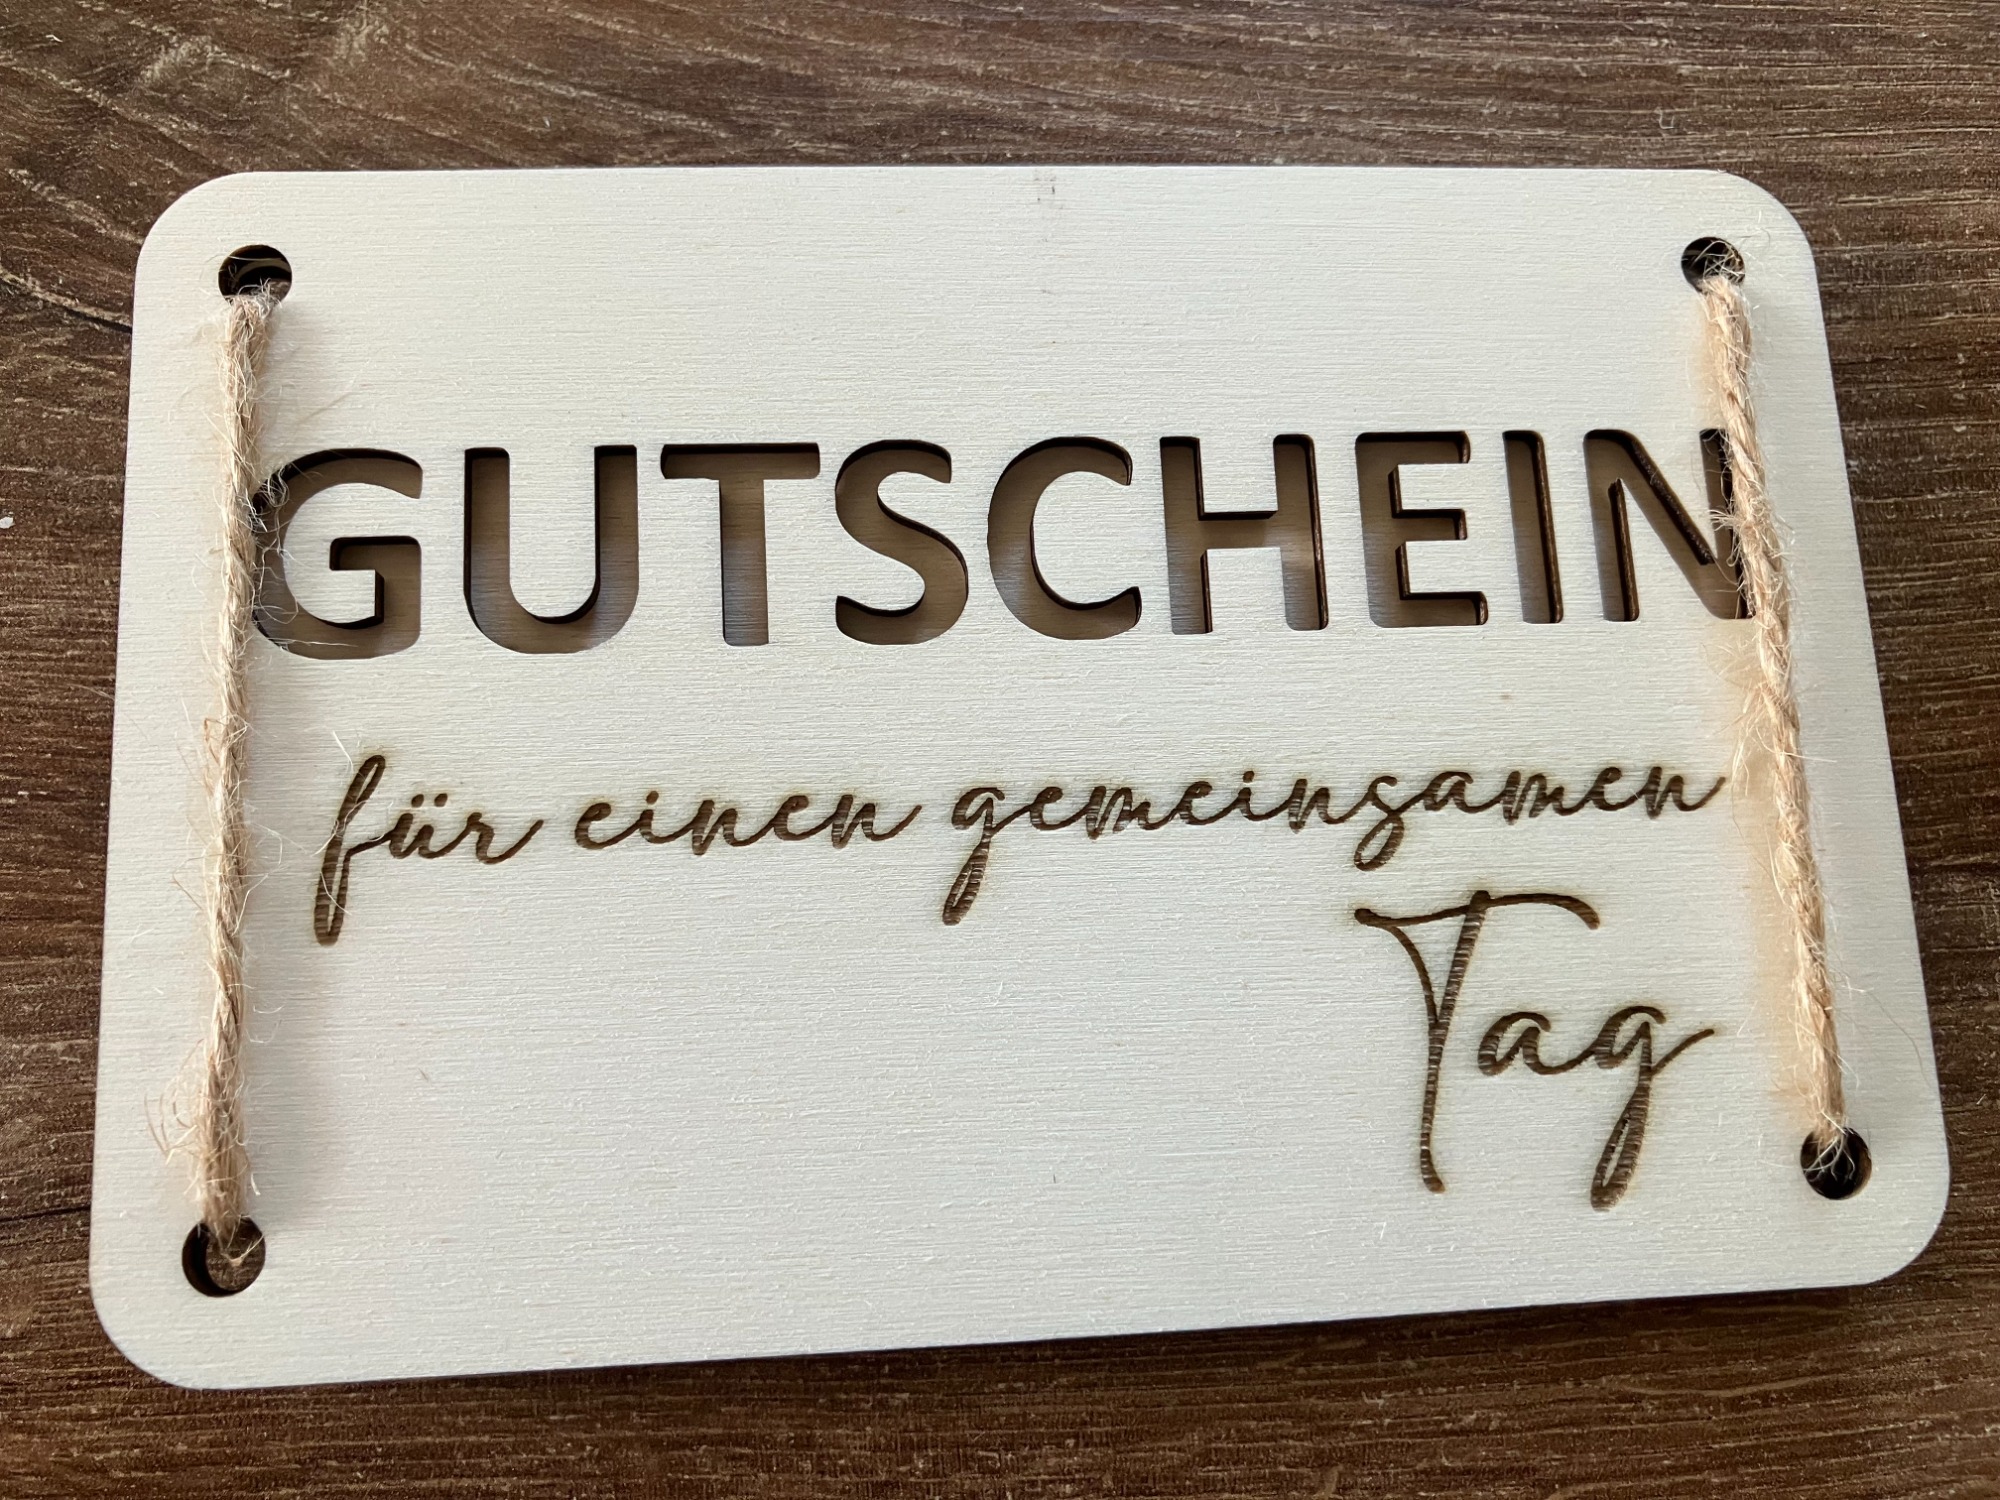 GUTSCHEIN
für einen gemeinsamen
Tag